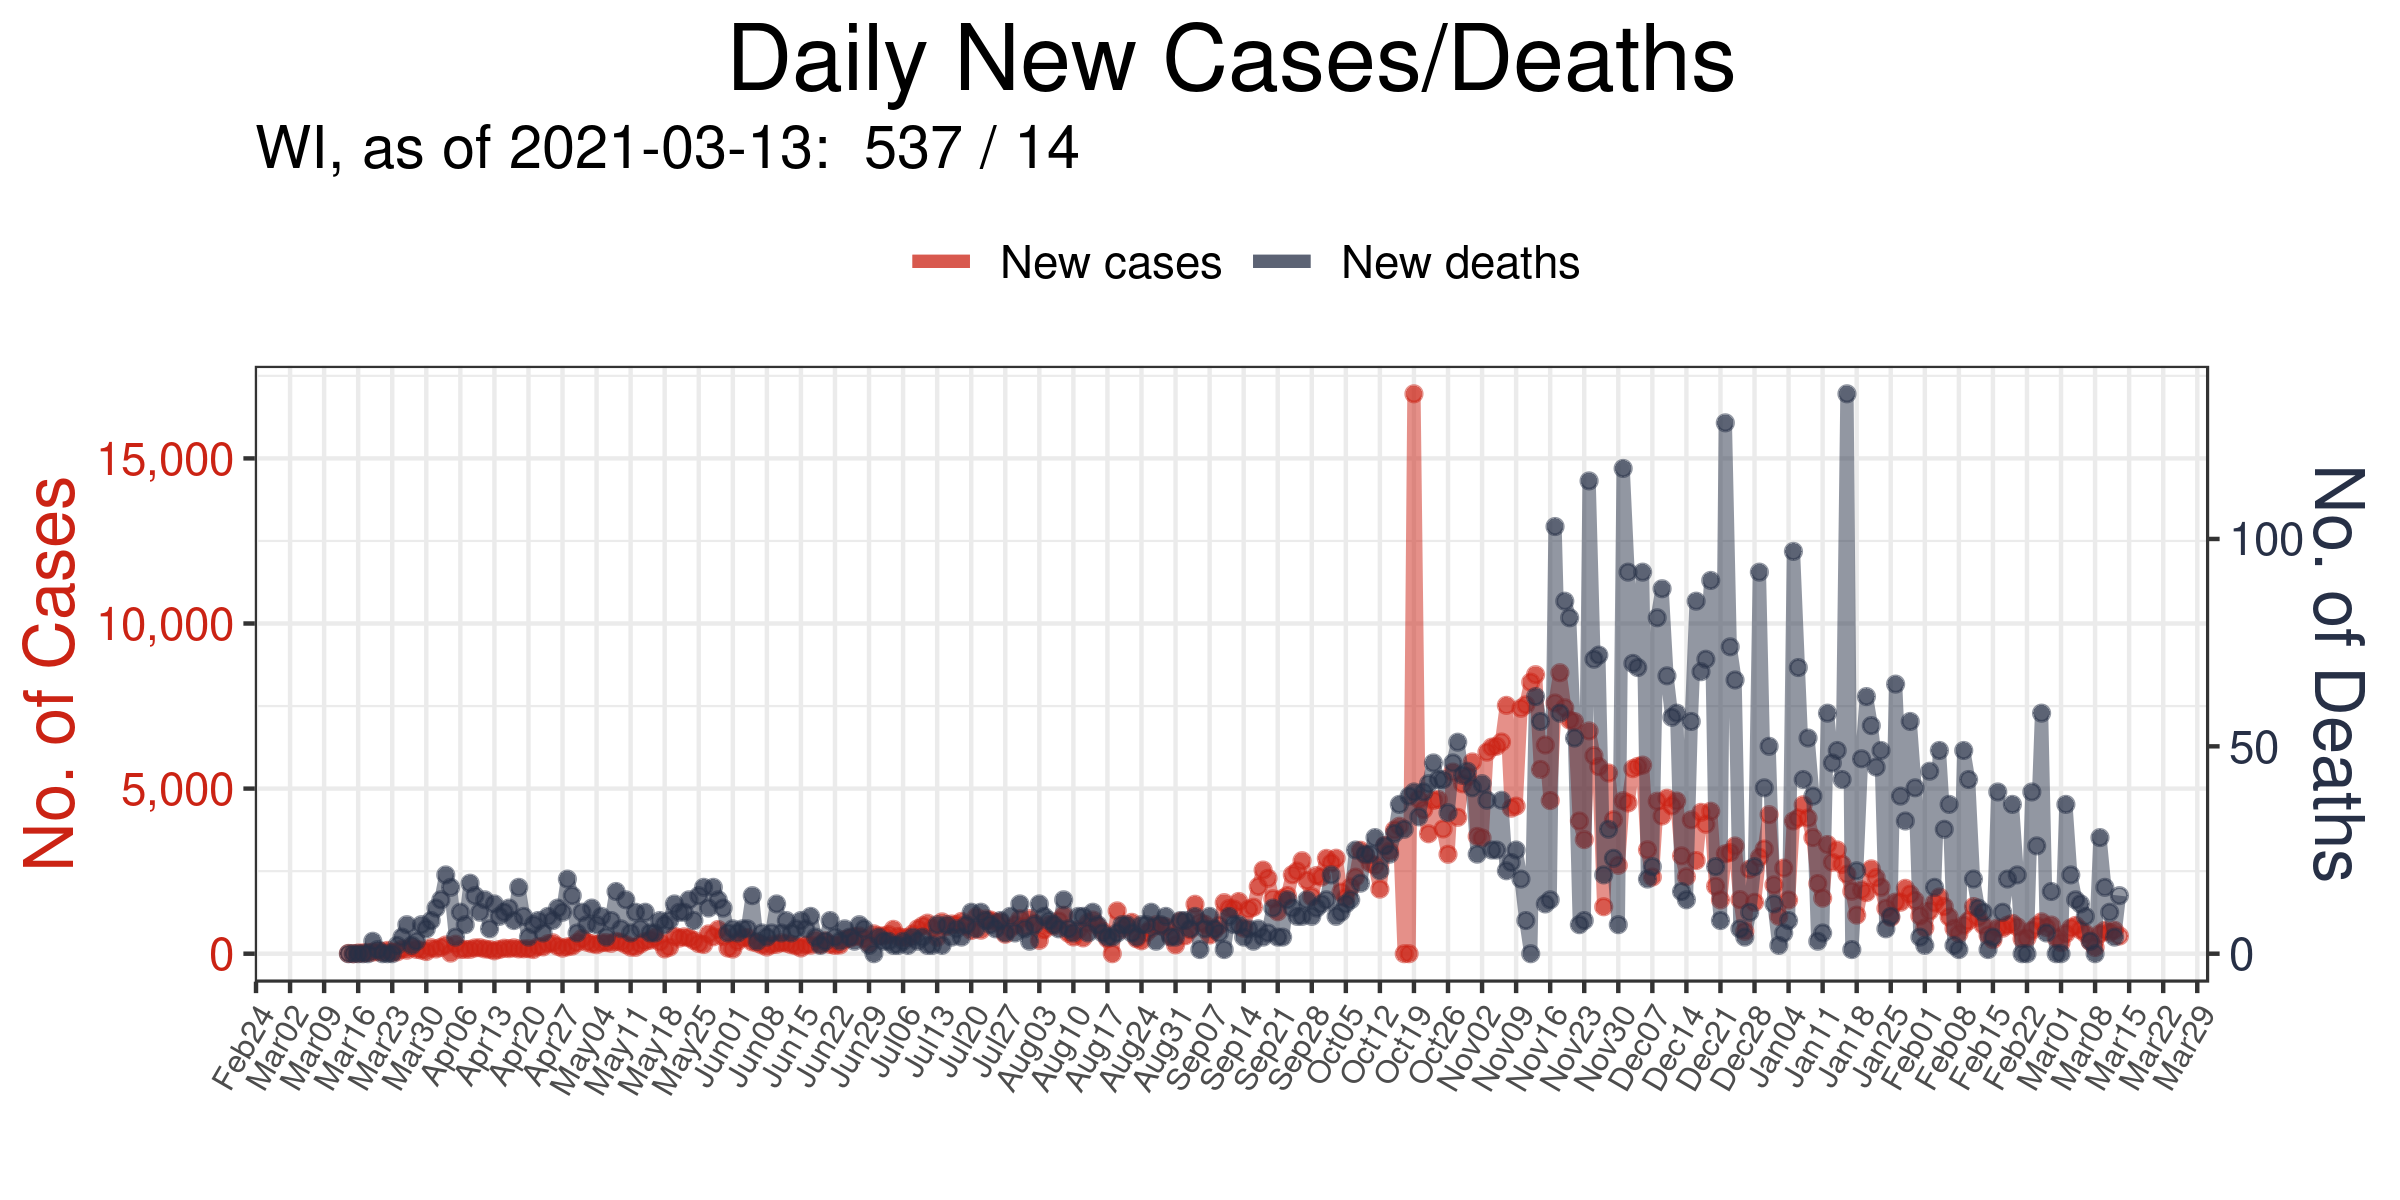 Daily New Cases/Deaths
WI, as of 2021-03-13:  537 / 14
New cases
New deaths
No. of Cases
15,000
10,000
5,000
0
No. of Deaths
100
50
0
Feb24
Mar02
Mar09
Mar16
Mar23
Mar30
Apr06
Apr13
Apr20
Apr27
May04
May11
May18
May25
Jun01
Jun08
Jun15
Jun22
Jun29
Jul06
Jul13
Jul20
Jul27
Aug03
Aug10
Aug17
Aug24
Aug31
Sep07
Sep14
Sep21
Sep28
Oct05
Oct12
Oct19
Oct26
Nov02
Nov09
Nov16
Nov23
Nov30
Dec07
Dec14
Dec21
Dec28
Jan04
Jan11
Jan18
Jan25
Feb01
Feb08
Feb15
Feb22
Mar01
Mar08
Mar15
Mar22
Mar29